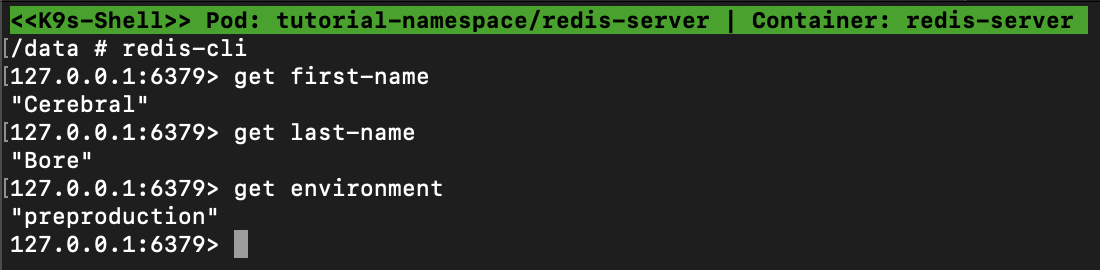 <<K9s-Shell>> Pod: tutorial-namespace/redis-server | Container: redis-server
[/data # redis-cli
[127.0.0.1:6379> get first-name
"Cerebral"
[127.0.0.1:6379> get last-name
"Bore"
[127.0.0.1:6379> get environment
"preproduction"
127.0.0.1:6379>